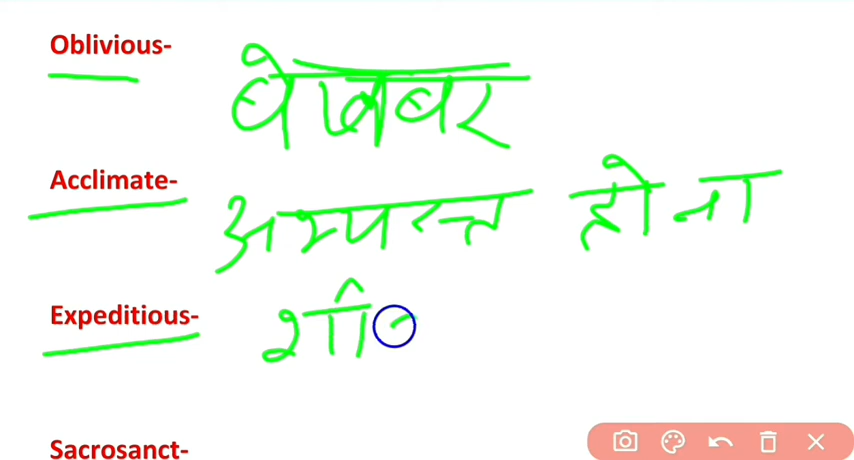 Oblivious- बेखबर
Acclimate- अभ्यस्त होना
Expeditious- शी
Sacrosanct-